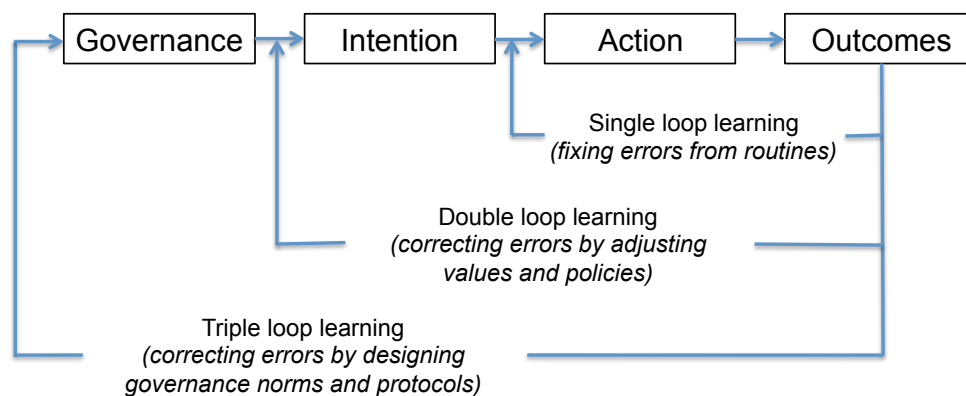 Governance
Intention
Action
Outcomes
Single loop learning
(fixing errors from routines)
Double loop learning
(correcting errors by adjusting
values and policies)
Triple loop learning
(correcting errors by designing
governance norms and protocols)